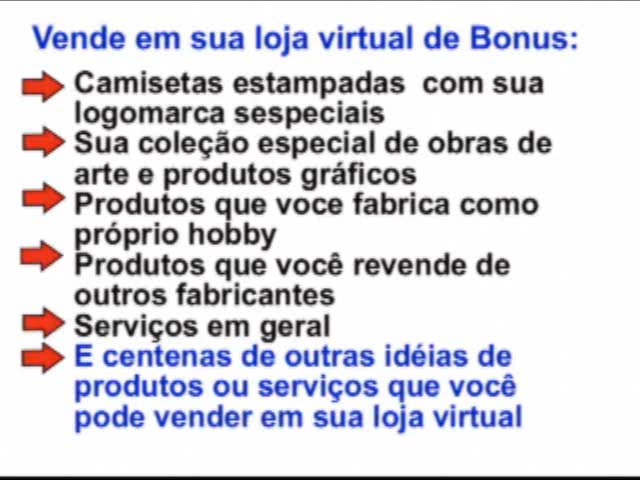 Vende em sua loja virtual de Bonus:
Camisetas estampadas com sua
logomarca sespeciais
Sua coleção especial de obras de
arte e produtos gráficos
Produtos que voce fabrica como
próprio hobby
Produtos que você revende de
outros fabricantes
Serviços em geral
E centenas de outras idéias de
produtos ou serviços que você
pode vender em sua loja virtual